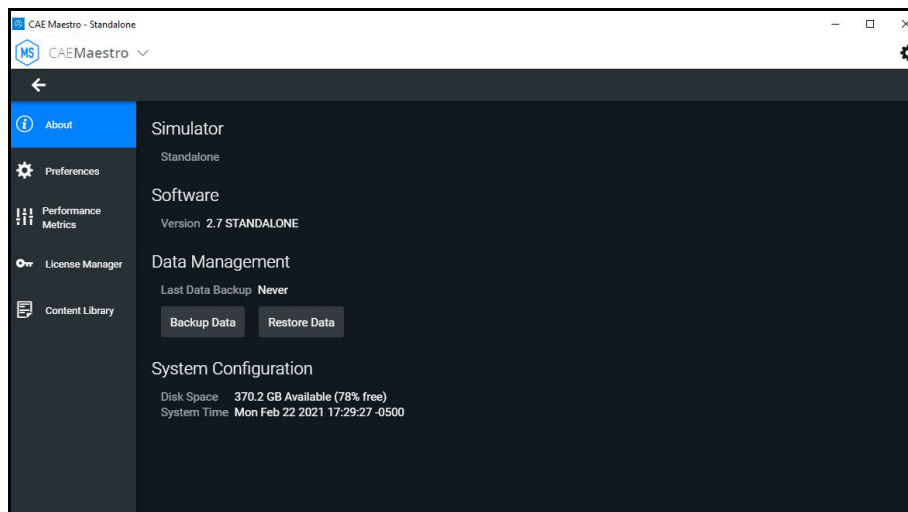 CAE Maestro - Standalone
MS CAEMaestro
About
Preferences
Performance
Metrics
License Manager
Content Library
Simulator
Standalone
Software
Version 2.7 STANDALONE
Data Management
Last Data Backup Never
Backup Data Restore Data
System Configuration
Disk Space 370.2 GB Available (78% free)
System Time Mon Feb 22 2021 17:29:27 -0500